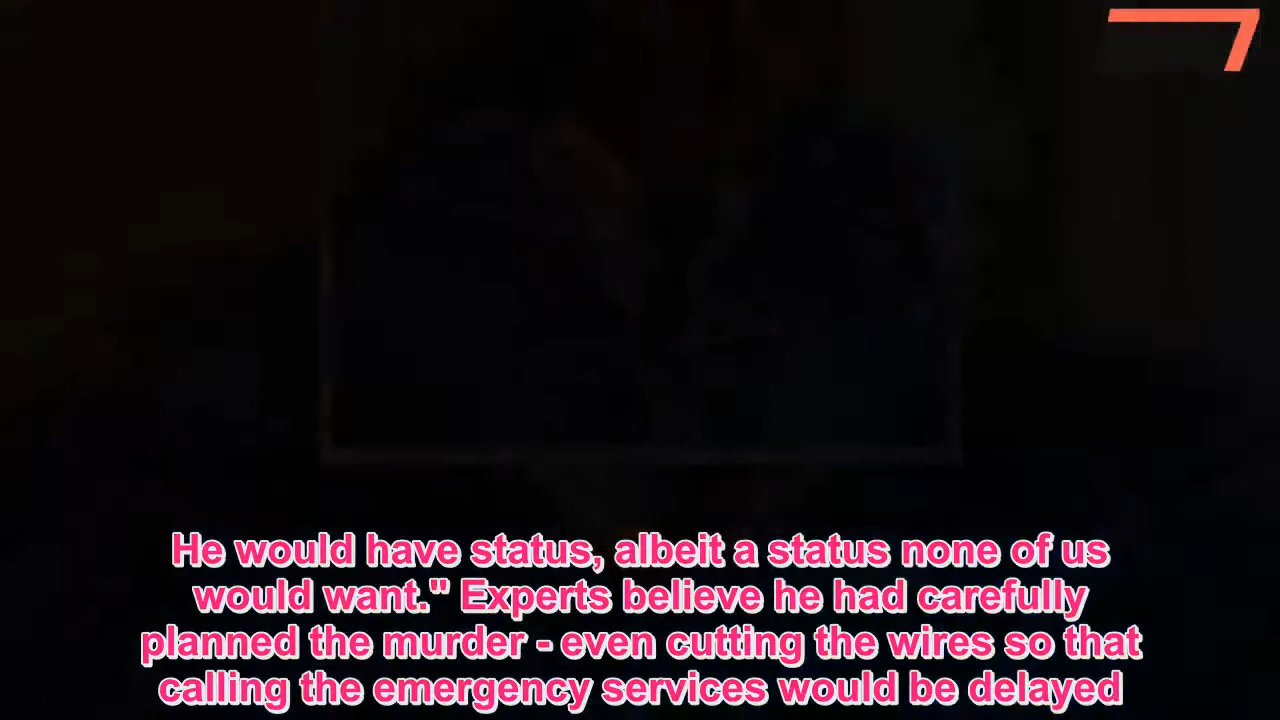 He would have status, albeit a status none of us
would want." Experts believe he had carefully
planned the murder - even cutting the wires so that
calling the emergency services would be delayed